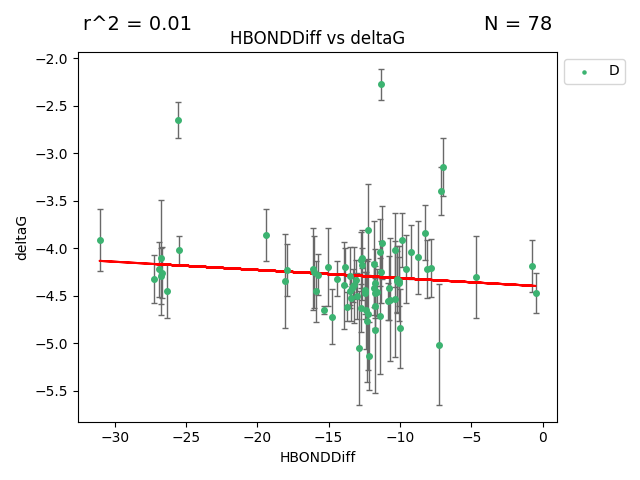 r^2 = 0.01 N = 78
HBONDDiff vs deltaG
D
deltaG
−2.0
−2.5
−3.0
−3.5
−4.0
−4.5
−5.0
−5.5
−30 −25 −20 −15 −10 −5 0
HBONDDiff